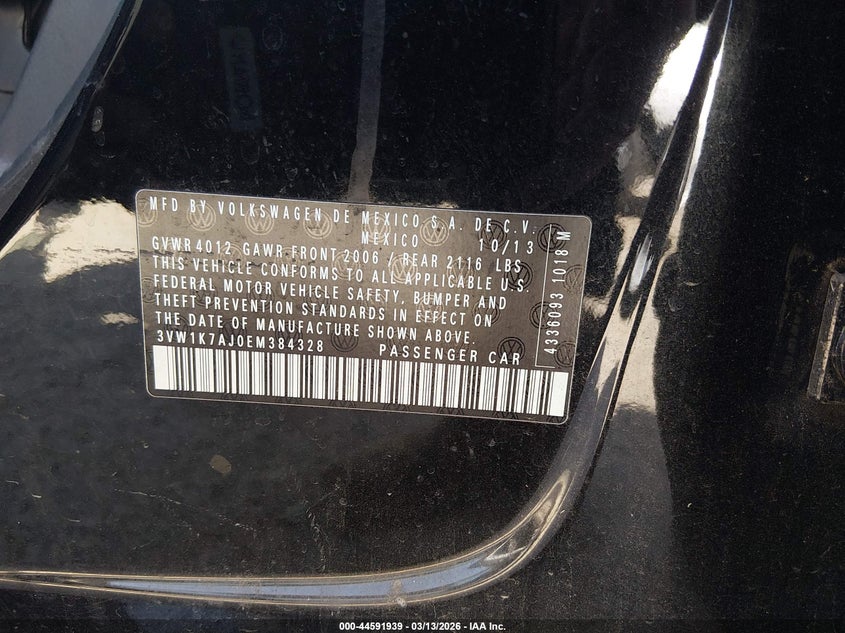 MFD BY VOLKSWAGEN DE MEXICO S.A. DE C.V.
MEXICO 10/13
GVWR 4012 GAWR FRONT 2006 / REAR 2116 LBS
THIS VEHICLE CONFORMS TO ALL APPLICABLE U.S.
FEDERAL MOTOR VEHICLE SAFETY, BUMPER AND
THEFT PREVENTION STANDARDS IN EFFECT ON
THE DATE OF MANUFACTURE SHOWN ABOVE.
3VW1K7AJ0EM384328 PASSENGER CAR
4336093 1018 M
000-44591939 - 03/13/2026 - IAA Inc.